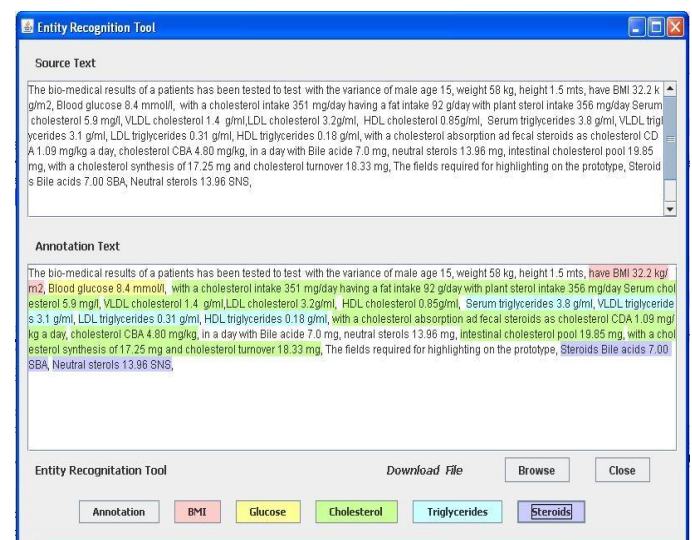 Entity Recognition Tool
Source Text
The bio-medical results of a patients has been tested to test with the variance of male age 15, weight 58 kg, height 1.5 mts, have BMI 32.2 k
g/m2, Blood glucose 8.4 mmol/l, with a cholesterol intake 351 mg/day having a fat intake 92 g/day with plant sterol intake 356 mg/day Serum
cholesterol 5.9 mg/l, VLDL cholesterol 1.4 g/ml,LDL cholesterol 3.2g/ml, HDL cholesterol 0.85g/ml, Serum triglycerides 3.8 g/ml, VLDL trigl
ycerides 3.1 g/ml, LDL triglycerides 0.31 g/ml, HDL triglycerides 0.18 g/ml, with a cholesterol absorption ad fecal steroids as cholesterol CD
A 1.09 mg/kg a day, cholesterol CBA 4.80 mg/kg, in a day with Bile acide 7.0 mg, neutral sterols 13.96 mg, intestinal cholesterol pool 19.85
mg, with a cholesterol synthesis of 17.25 mg and cholesterol turnover 18.33 mg, The fields required for highlighting on the prototype, Steroid
s Bile acids 7.00 SBA, Neutral sterols 13.96 SNS,
Annotation Text
The bio-medical results of a patients has been tested to test with the variance of male age 15, weight 58 kg, height 1.5 mts, have BMI 32.2 kg/
m2, Blood glucose 8.4 mmol/l, with a cholesterol intake 351 mg/day having a fat intake 92 g/day with plant sterol intake 356 mg/day Serum chol
esterol 5.9 mg/l, VLDL cholesterol 1.4 g/ml,LDL cholesterol 3.2g/ml, HDL cholesterol 0.85g/ml, Serum triglycerides 3.8 g/ml, VLDL triglyceride
s 3.1 g/ml, LDL triglycerides 0.31 g/ml, HDL triglycerides 0.18 g/ml, with a cholesterol absorption ad fecal steroids as cholesterol CDA 1.09 mg/
kg a day, cholesterol CBA 4.80 mg/kg, in a day with Bile acide 7.0 mg, neutral sterols 13.96 mg, intestinal cholesterol pool 19.85 mg, with a chol
esterol synthesis of 17.25 mg and cholesterol turnover 18.33 mg, The fields required for highlighting on the prototype, Steroids Bile acids 7.00
SBA, Neutral sterols 13.96 SNS,
Entity Recognitation Tool Download File Browse Close
Annotation BMI Glucose Cholesterol Triglycerides Steroids